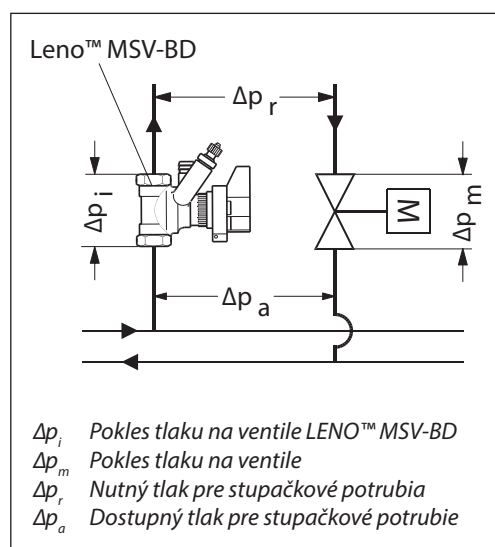 Leno™ MSV-BD
Δp r
Δp i
Δp m
M
Δp a
Δpi Pokles tlaku na ventile LENO™ MSV-BD
Δpm Pokles tlaku na ventile
Δpr Nutný tlak pre stupačkové potrubia
Δpa Dostupný tlak pre stupačkové potrubie